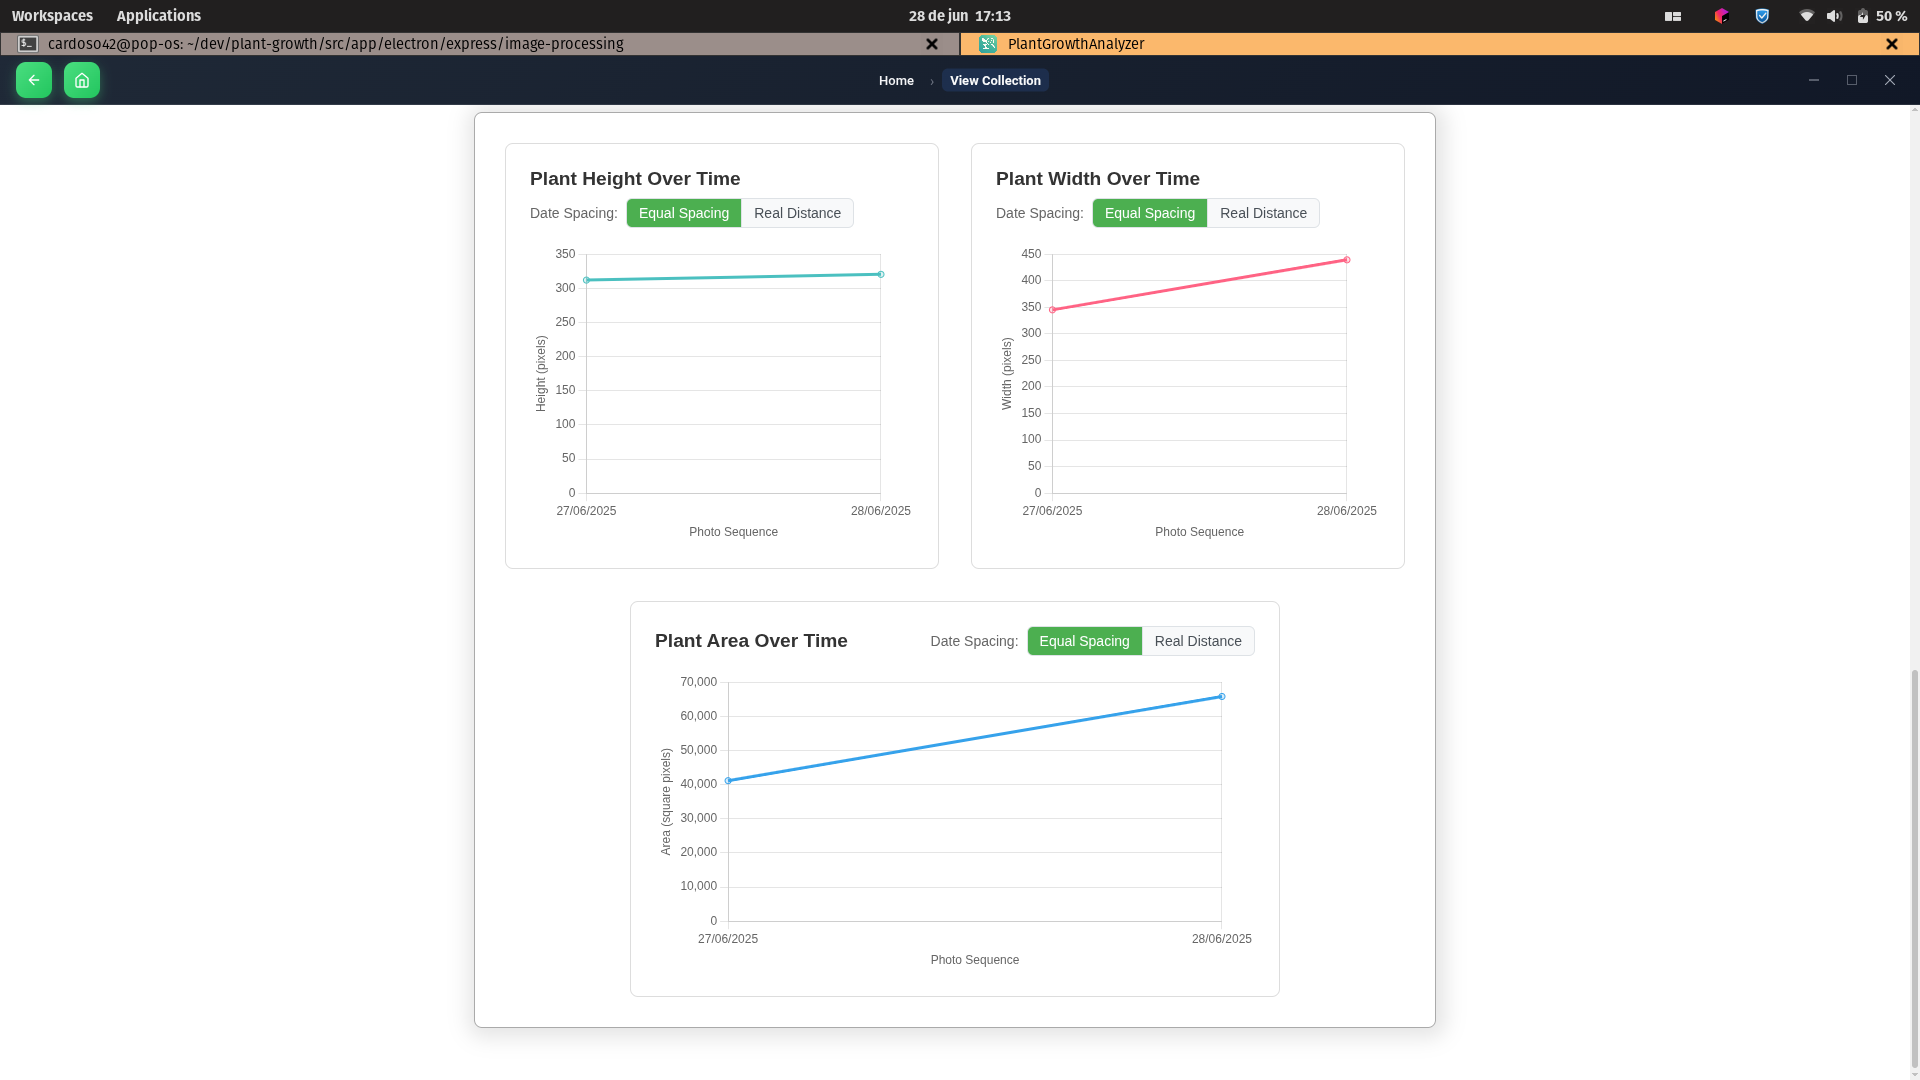 Workspaces Applications 28 de jun 17:13 50 %
cardoso42@pop-os: ~/dev/plant-growth/src/app/electron/express/image-processing PlantGrowthAnalyzer
Home › View Collection
Plant Height Over Time
Date Spacing: Equal Spacing Real Distance
350
300
250
200
150
100
50
0
Height (pixels)
27/06/2025 28/06/2025
Photo Sequence
Plant Width Over Time
Date Spacing: Equal Spacing Real Distance
450
400
350
300
250
200
150
100
50
0
Width (pixels)
27/06/2025 28/06/2025
Photo Sequence
Plant Area Over Time Date Spacing: Equal Spacing Real Distance
70,000
60,000
50,000
40,000
30,000
20,000
10,000
0
Area (square pixels)
27/06/2025 28/06/2025
Photo Sequence